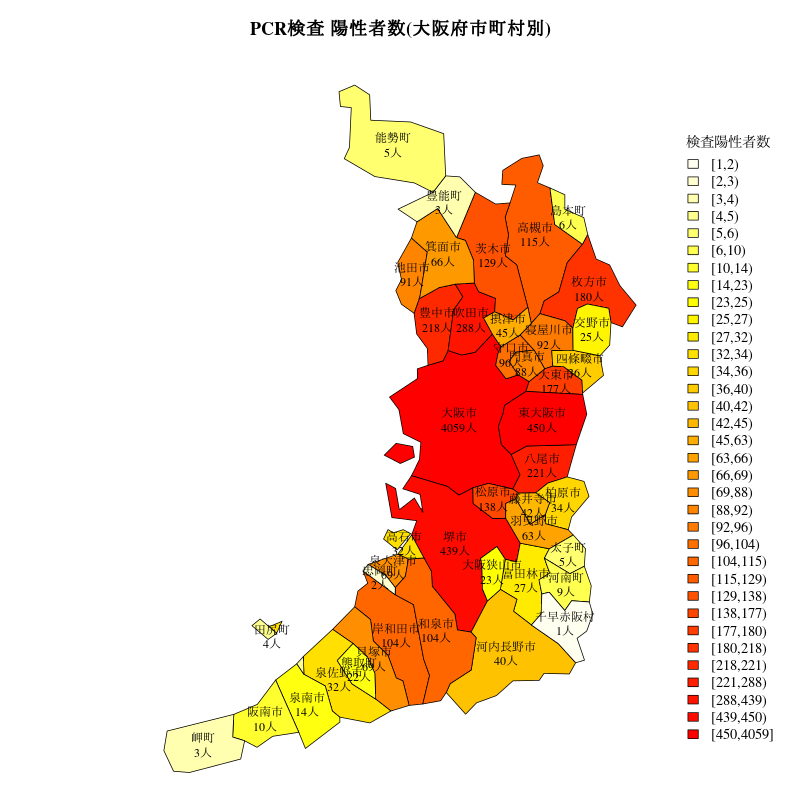 PCR検査 陽性者数(大阪府市町村別)
能勢町
5人
豊能町
3人
島本町
6人
高槻市
115人
茨木市
129人
箕面市
66人
池田市
91人
枚方市
180人
豊中市
218人
吹田市
288人
摂津市
45人
寝屋川市
92人
交野市
25人
守口市
96人
門真市
88人
四條畷市
36人
大東市
177人
大阪市
4059人
東大阪市
450人
八尾市
221人
松原市
138人
藤井寺市
42人
柏原市
34人
羽曳野市
63人
高石市
32人
堺市
439人
大阪狭山市
23人
富田林市
27人
太子町
5人
河南町
9人
千早赤阪村
1人
泉大津市
69人
忠岡町
2人
岸和田市
104人
和泉市
104人
河内長野市
40人
田尻町
4人
貝塚市
69人
熊取町
22人
泉佐野市
32人
泉南市
14人
阪南市
10人
岬町
3人
検査陽性者数
[1,2)
[2,3)
[3,4)
[4,5)
[5,6)
[6,10)
[10,14)
[14,23)
[23,25)
[25,27)
[27,32)
[32,34)
[34,36)
[36,40)
[40,42)
[42,45)
[45,63)
[63,66)
[66,69)
[69,88)
[88,92)
[92,96)
[96,104)
[104,115)
[115,129)
[129,138)
[138,177)
[177,180)
[180,218)
[218,221)
[221,288)
[288,439)
[439,450)
[450,4059]